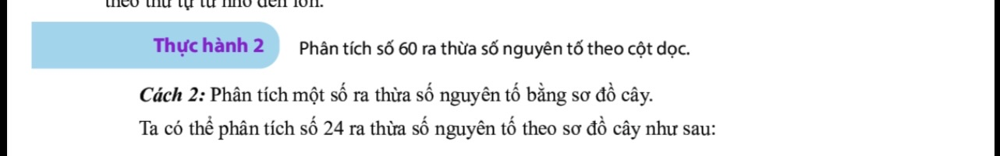 theo thứ tự từ nhỏ đến lớn.
Thực hành 2 Phân tích số 60 ra thừa số nguyên tố theo cột dọc.
Cách 2: Phân tích một số ra thừa số nguyên tố bằng sơ đồ cây.
Ta có thể phân tích số 24 ra thừa số nguyên tố theo sơ đồ cây như sau: